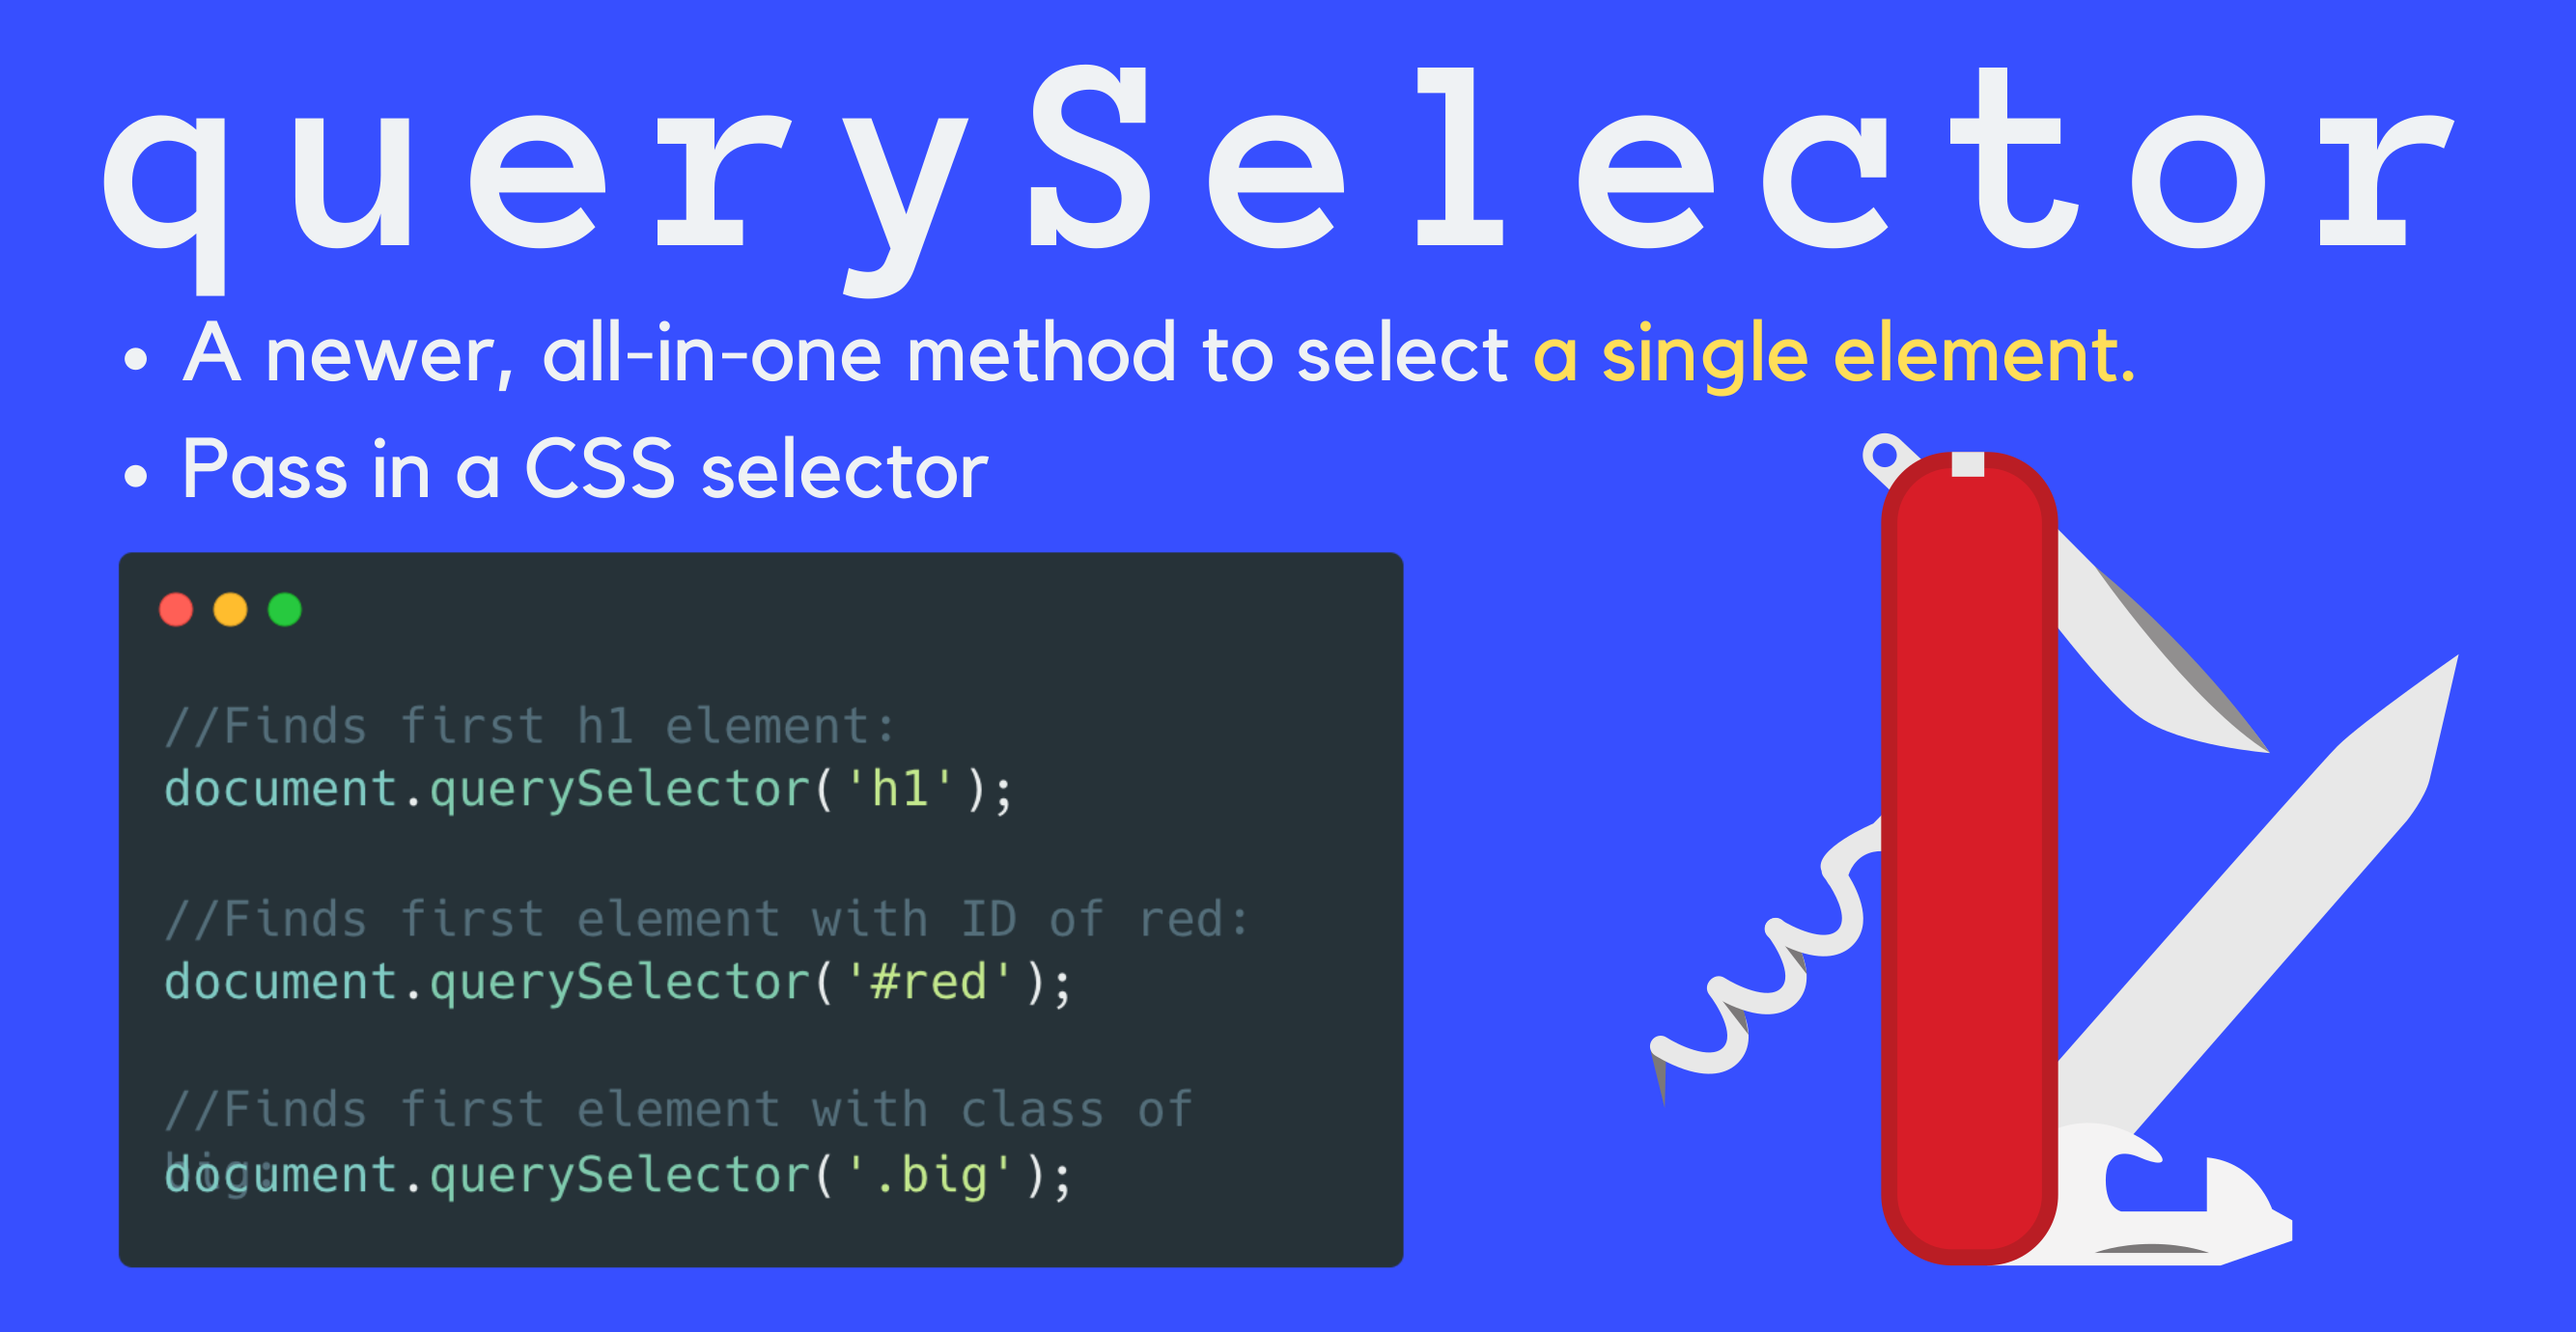 querySelector
• A newer, all-in-one method to select a single element.
• Pass in a CSS selector
//Finds first h1 element:
document.querySelector('h1');
//Finds first element with ID of red:
document.querySelector('#red');
//Finds first element with class of
big:
document.querySelector('.big');